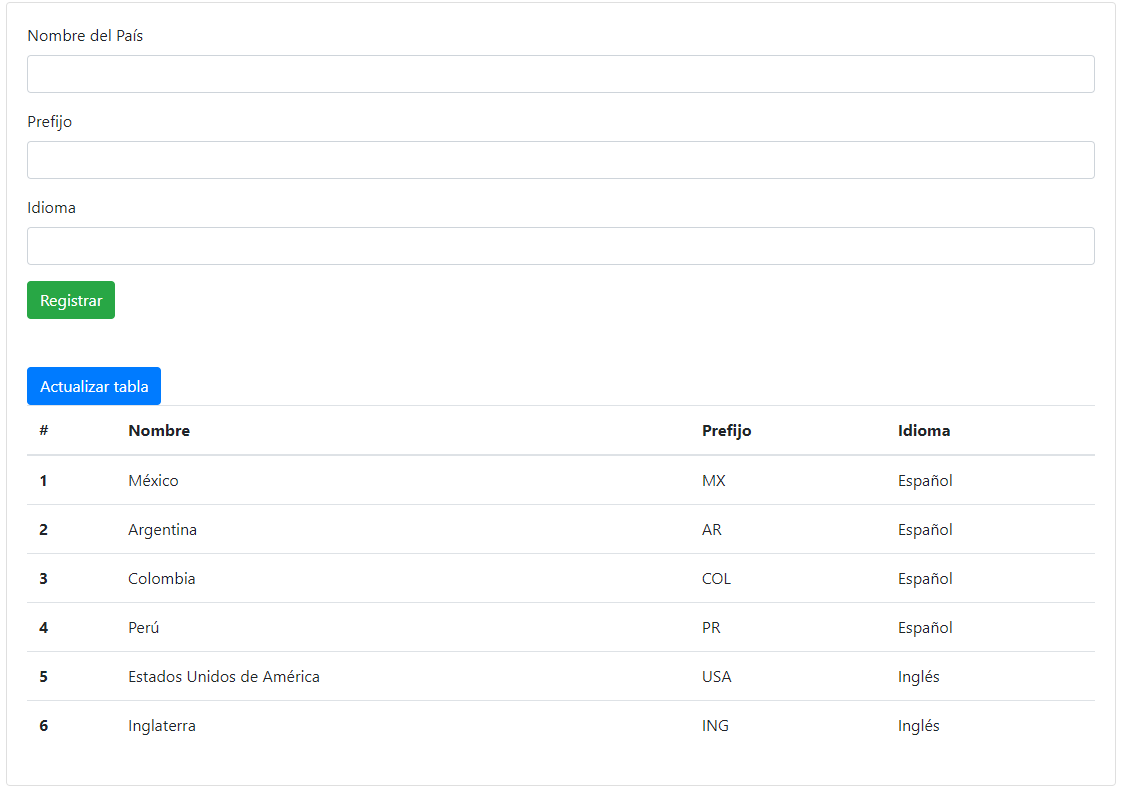 Nombre del País
Prefijo
Idioma
Registrar
Actualizar tabla
# Nombre Prefijo Idioma
1 México MX Español
2 Argentina AR Español
3 Colombia COL Español
4 Perú PR Español
5 Estados Unidos de América USA Inglés
6 Inglaterra ING Inglés